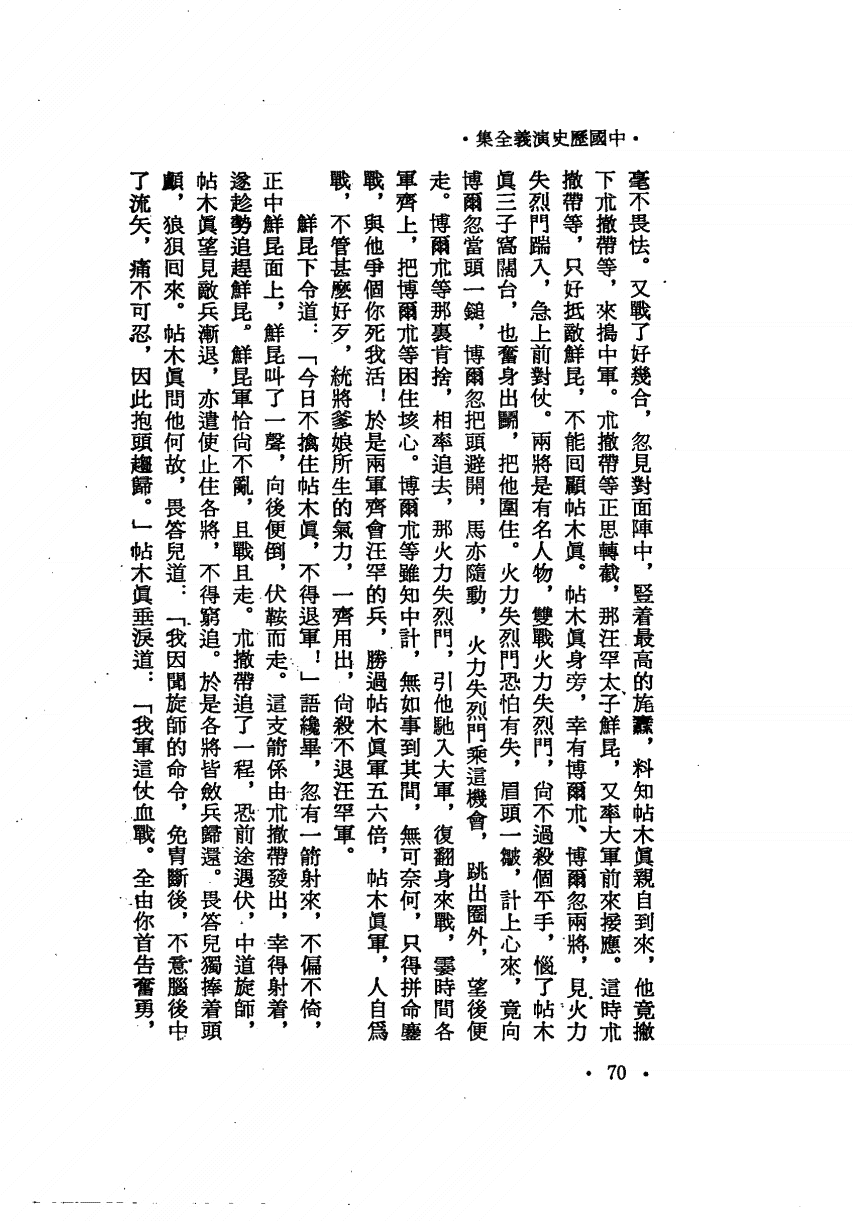 ·中國歷史演義全集·
毫不畏怯。又戰了好幾合，忽見對面陣中，豎着最高的旄纛，料知帖木眞親自到來，他竟撇
下朮撤帶等，來搗中軍。朮撤帶等正思轉截，那汪罕太子鮮昆，又率大軍前來接應。這時朮
撤帶等，只好抵敵鮮昆，不能囘顧帖木眞。帖木眞身旁，幸有博爾朮、博爾忽兩將，見火力
失烈門踹入，急上前對仗。兩將是有名人物，雙戰火力失烈門，尙不過殺個平手，惱了帖木
眞三子窩闊台，也奮身出鬭，把他圍住。火力失烈門恐怕有失，眉頭一皺，計上心來，竟向
博爾忽當頭一鎚，博爾忽把頭避開，馬亦隨動，火力失烈門乘這機會，跳出圈外，望後便
走。博爾朮等那裏肯捨，相率追去，那火力失烈門，引他馳入大軍，復翻身來戰，霎時間各
軍齊上，把博爾朮等困住垓心。博爾朮等雖知中計，無如事到其間，無可奈何，只得拼命鏖
戰，與他爭個你死我活！於是兩軍齊會汪罕的兵，勝過帖木眞軍五六倍，帖木眞軍，人自爲
戰，不管甚麼好歹，統將爹娘所生的氣力，一齊用出，尙殺不退汪罕軍。
鮮昆下令道：「今日不擒住帖木眞，不得退軍！」語纔畢，忽有一箭射來，不偏不倚，
正中鮮昆面上，鮮昆叫了一聲，向後便倒，伏鞍而走。這支箭係由朮撤帶發出，幸得射着，
遂趁勢追趕鮮昆。鮮昆軍恰尙不亂，且戰且走。朮撤帶追了一程，恐前途遇伏，中道旋師，
帖木眞望見敵兵漸退，亦遣使止住各將，不得窮追。於是各將皆斂兵歸還。畏答兒獨捧着頭
顱，狼狽囘來。帖木眞問他何故，畏答兒道：「我因聞旋師的命令，免冑斷後，不意腦後中
了流矢，痛不可忍，因此抱頭趨歸。」帖木眞垂淚道：「我軍這仗血戰。全由你首告奮勇，
·70·